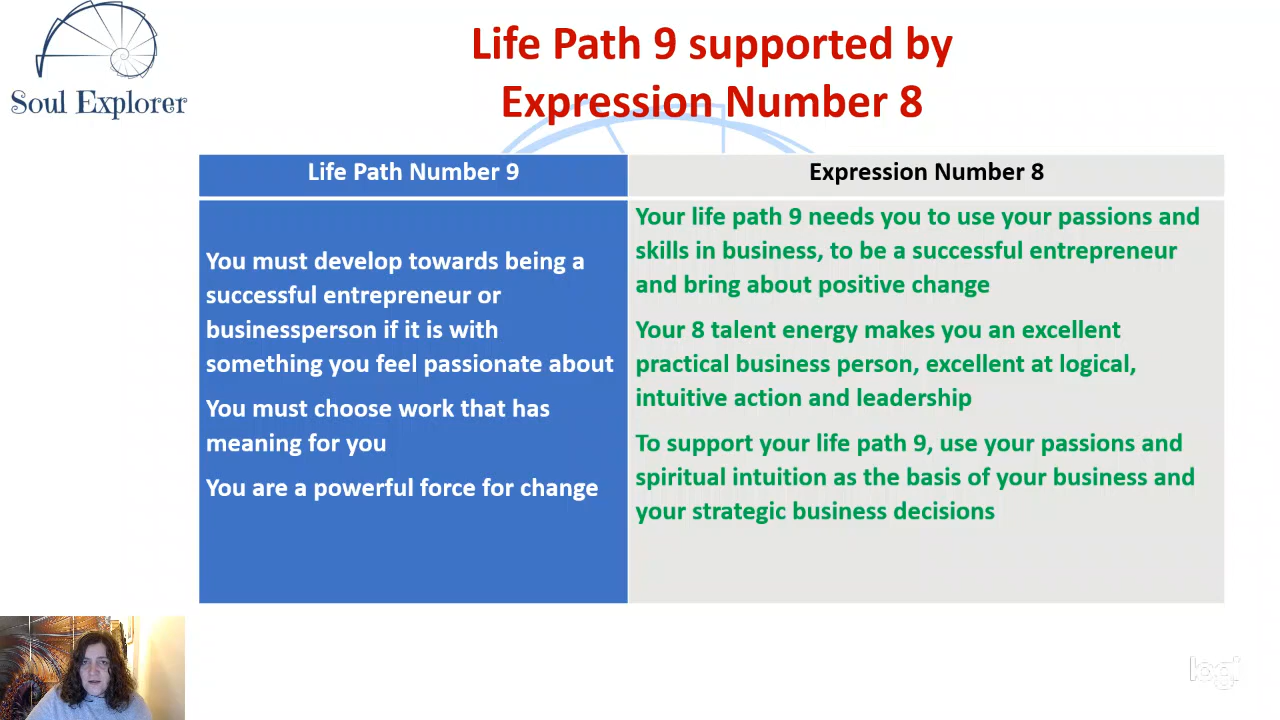 Soul Explorer
Life Path 9 supported by
Expression Number 8
Life Path Number 9
Expression Number 8
You must develop towards being a
successful entrepreneur or
businessperson if it is with
something you feel passionate about
You must choose work that has
meaning for you
You are a powerful force for change
Your life path 9 needs you to use your passions and
skills in business, to be a successful entrepreneur
and bring about positive change
Your 8 talent energy makes you an excellent
practical business person, excellent at logical,
intuitive action and leadership
To support your life path 9, use your passions and
spiritual intuition as the basis of your business and
your strategic business decisions
logi